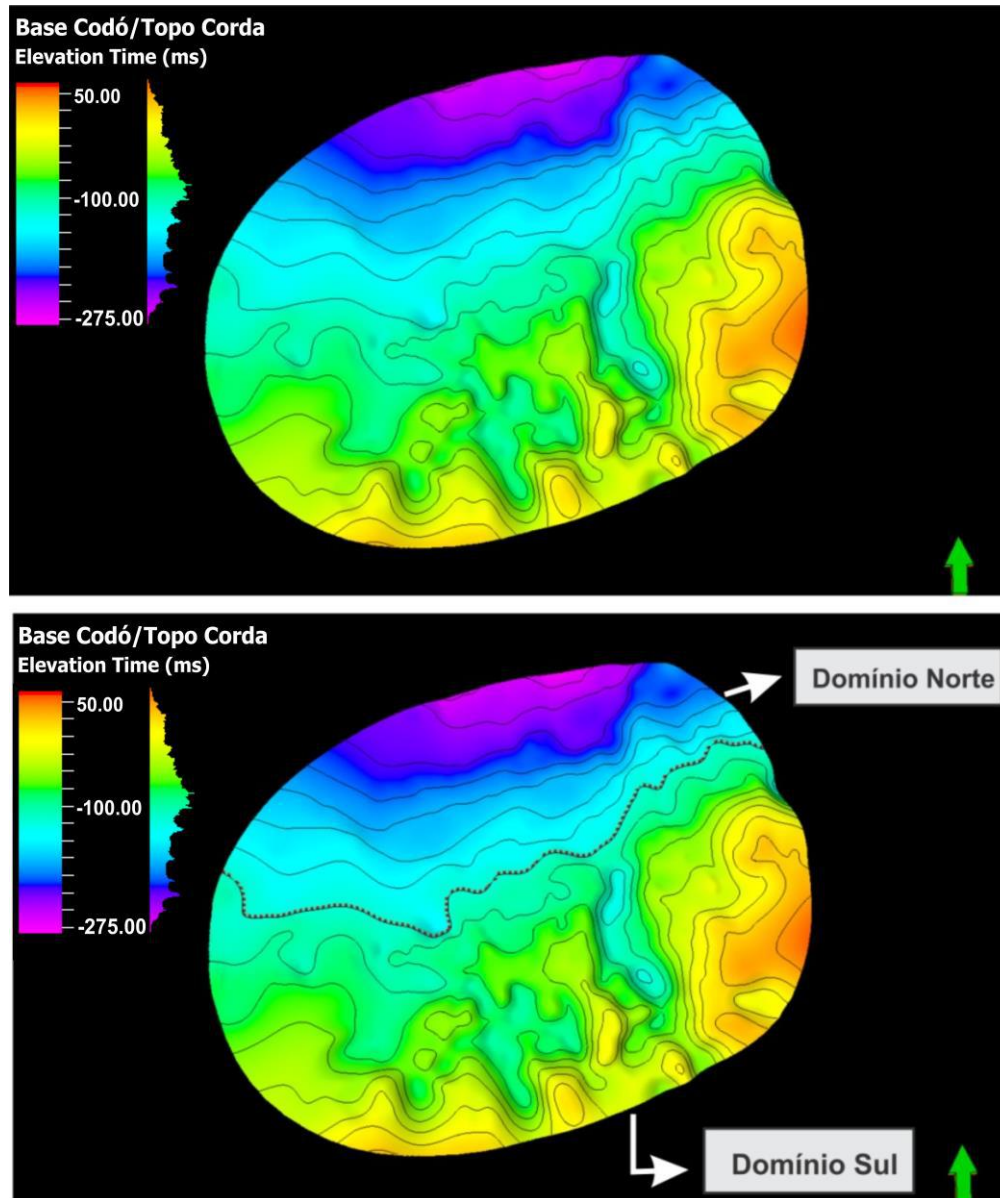 Base Codó/Topo Corda
Elevation Time (ms)
50.00
-100.00
-275.00
Base Codó/Topo Corda
Elevation Time (ms)
50.00
-100.00
-275.00
Domínio Norte
Domínio Sul